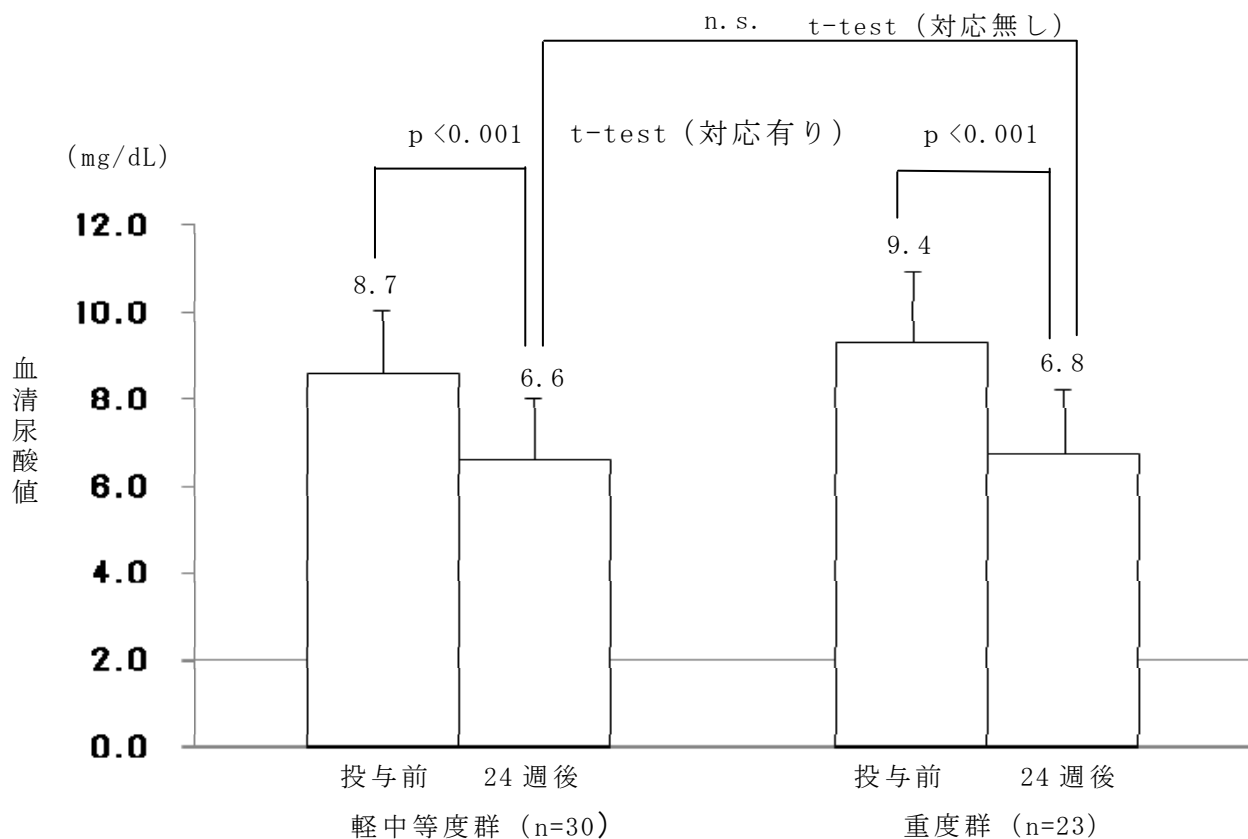 n.s. t-test (対応無し)
p <0.001 t-test (対応有り) p <0.001
(mg/dL)
12.0
9.4
8.7
10.0
6.6
6.8
8.0
血清尿酸値
6.0
4.0
2.0
0.0
投与前 24週後 投与前 24週後
軽中等度群 (n=30) 重度群 (n=23)